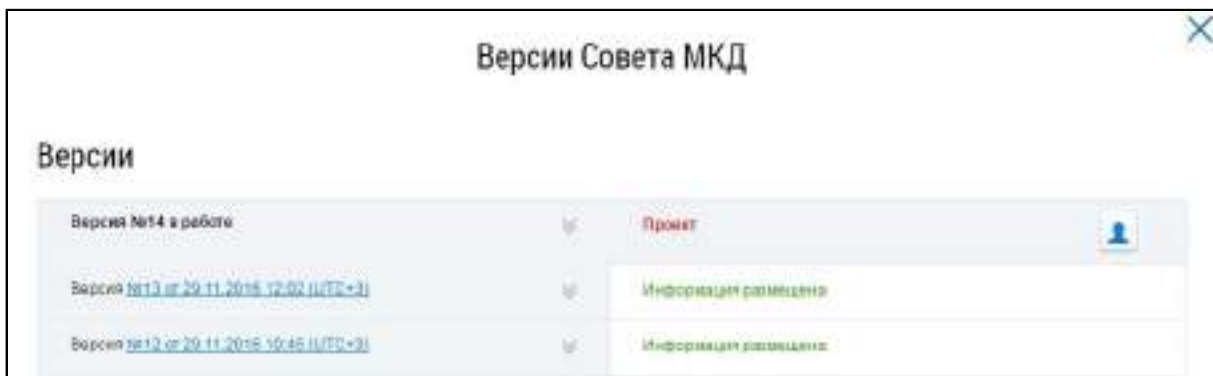 Версии Совета МКД
Версии
Версия №14 в работе
Проект
Версия №13 от 29.11.2016 12:02 (UTC+3)
Информация размещена
Версия №12 от 29.11.2016 10:46 (UTC+3)
Информация размещена